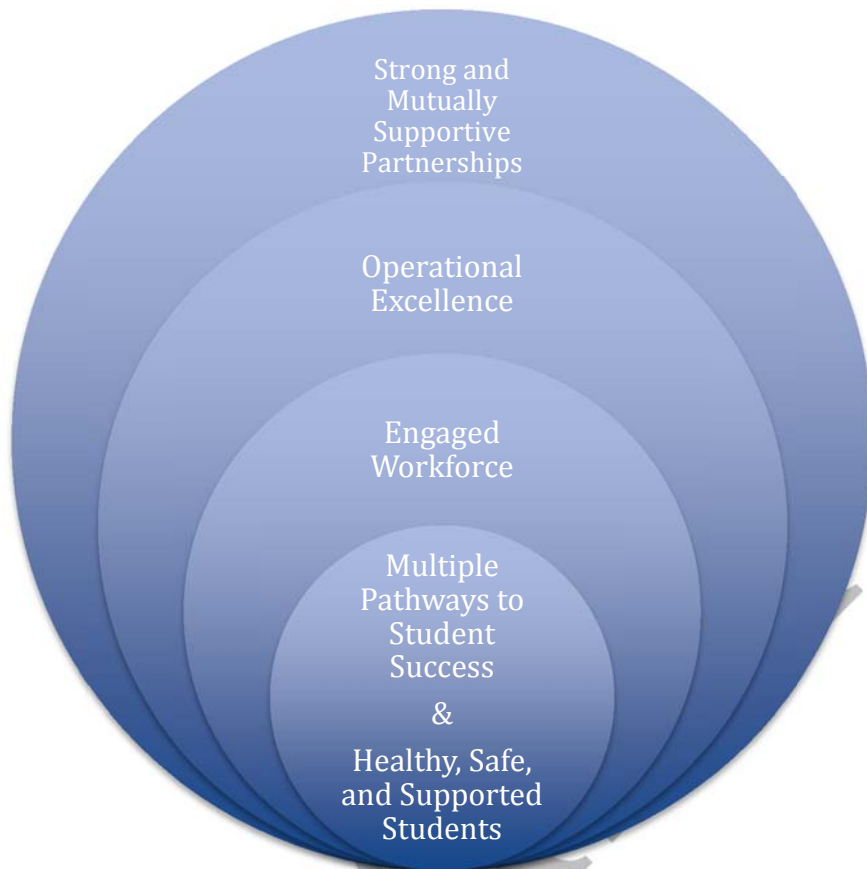 Strong and
Mutually
Supportive
Partnerships
Operational
Excellence
Engaged
Workforce
Multiple
Pathways to
Student
Success
&
Healthy, Safe,
and Supported
Students